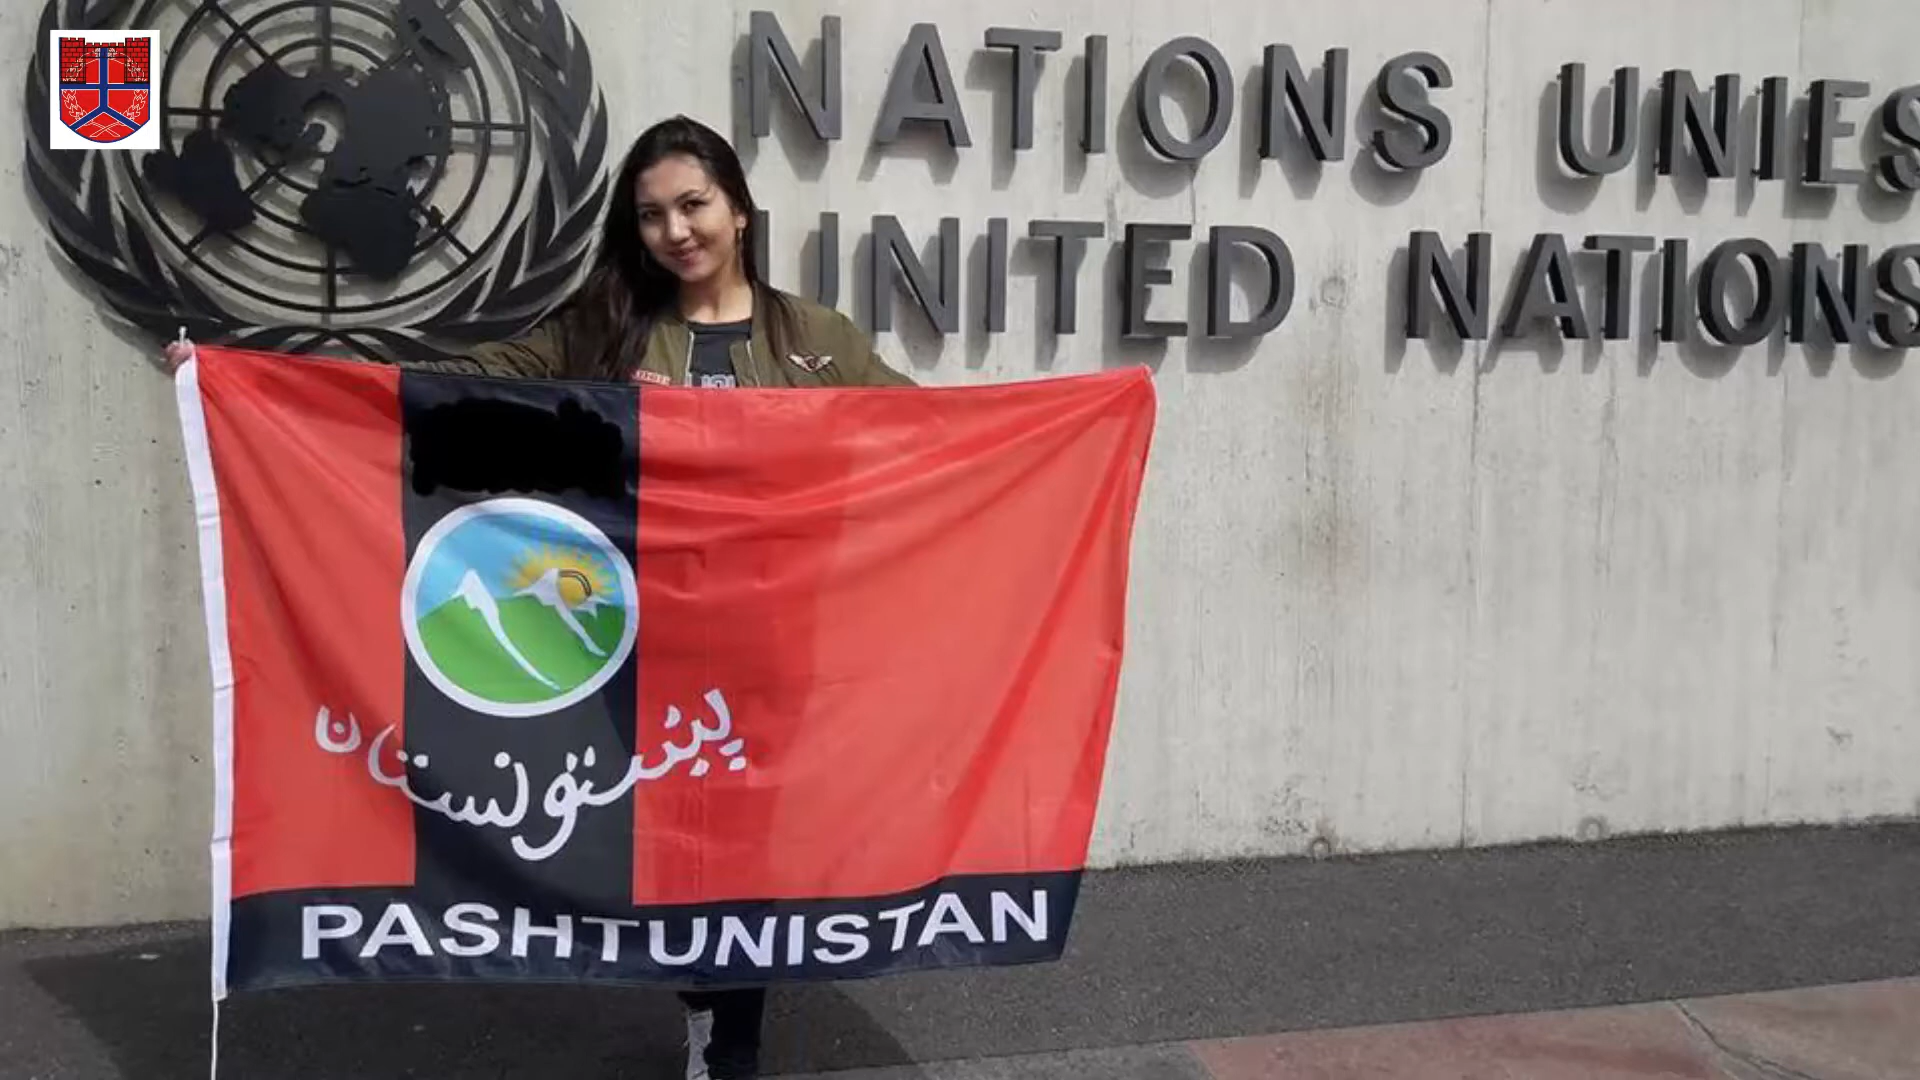 NATIONS UNIES
UNITED NATIONS
پښتونستان
PASHTUNISTAN